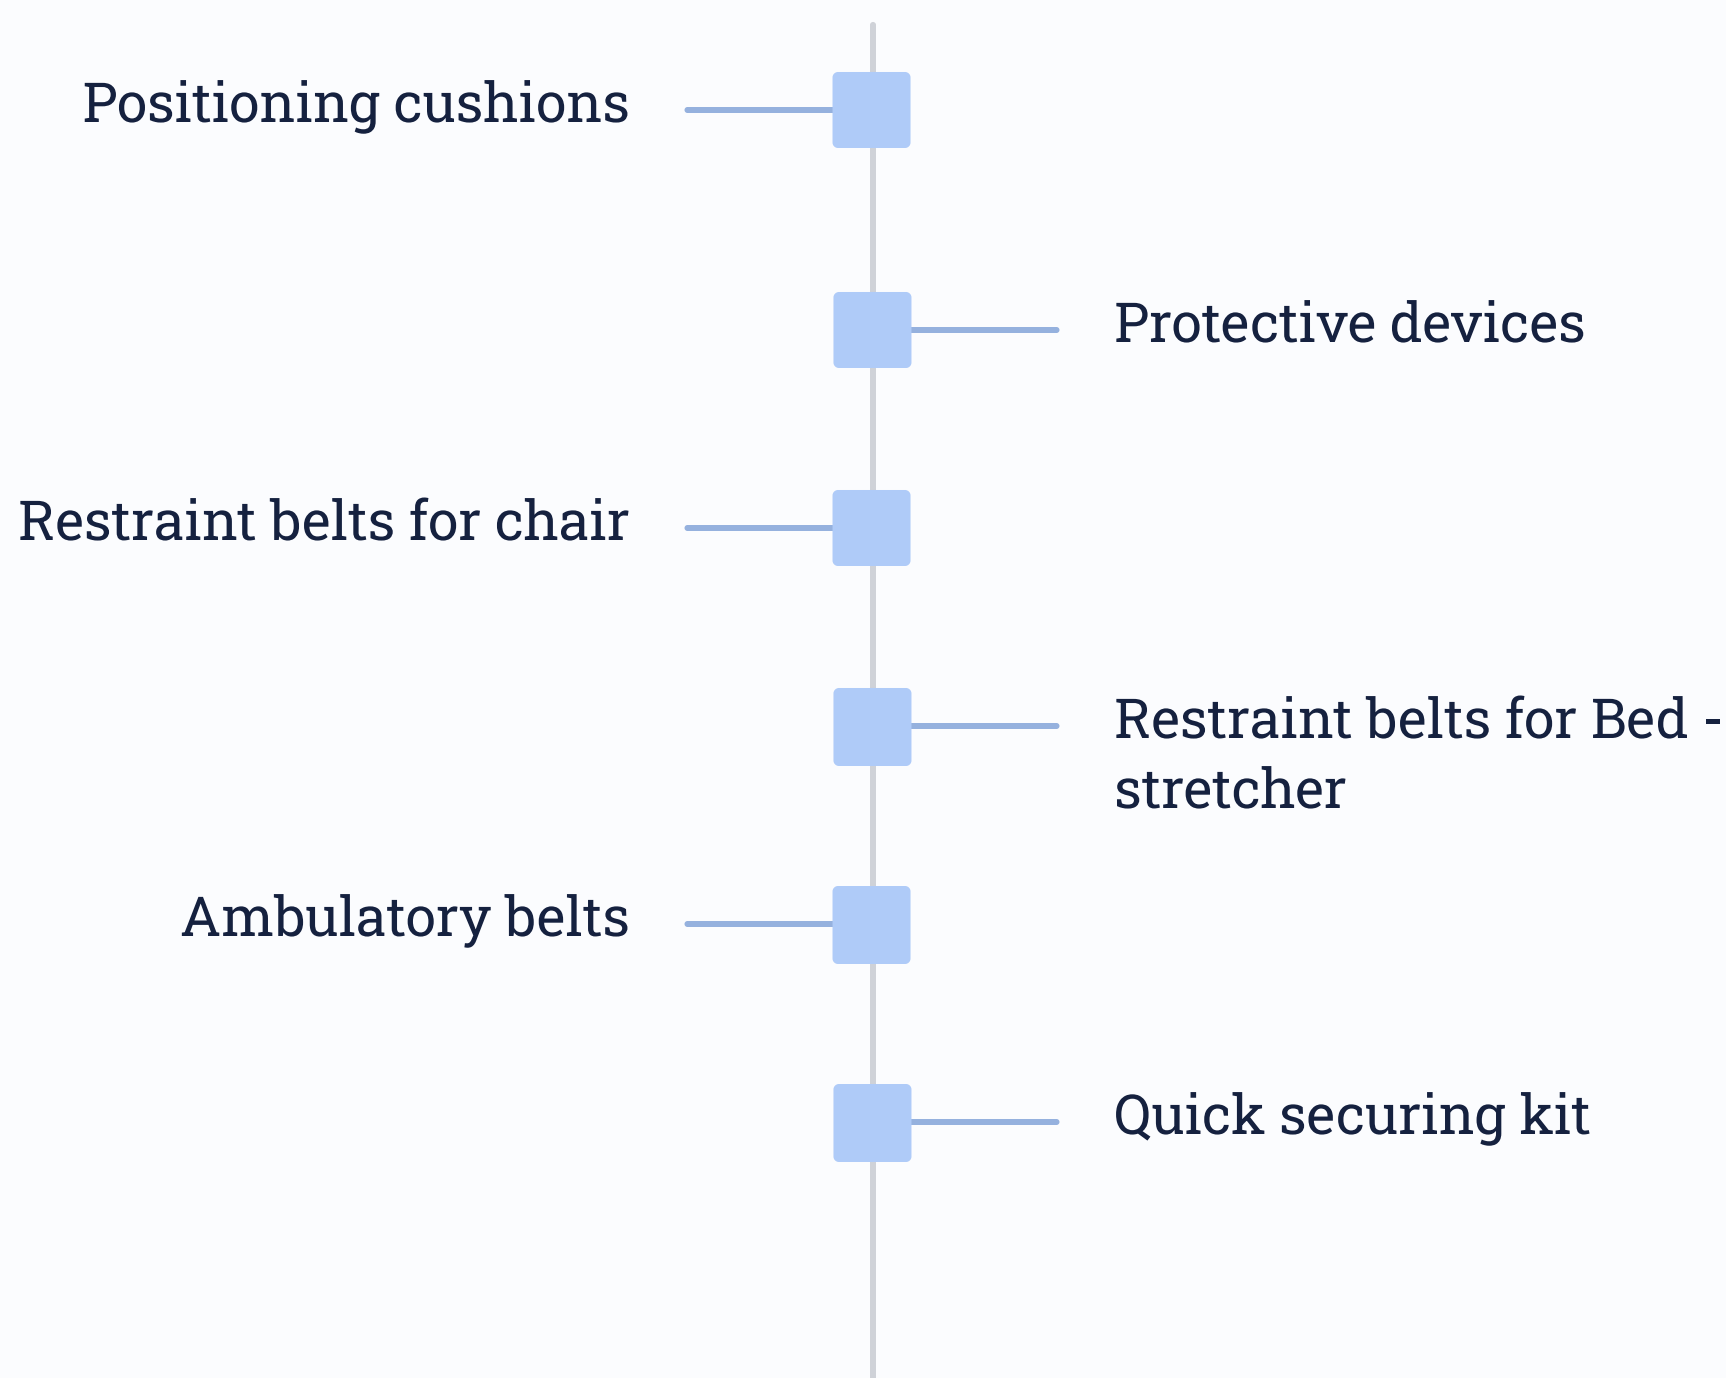 Positioning cushions
Protective devices
Restraint belts for chair
Restraint belts for Bed -
stretcher
Ambulatory belts
Quick securing kit